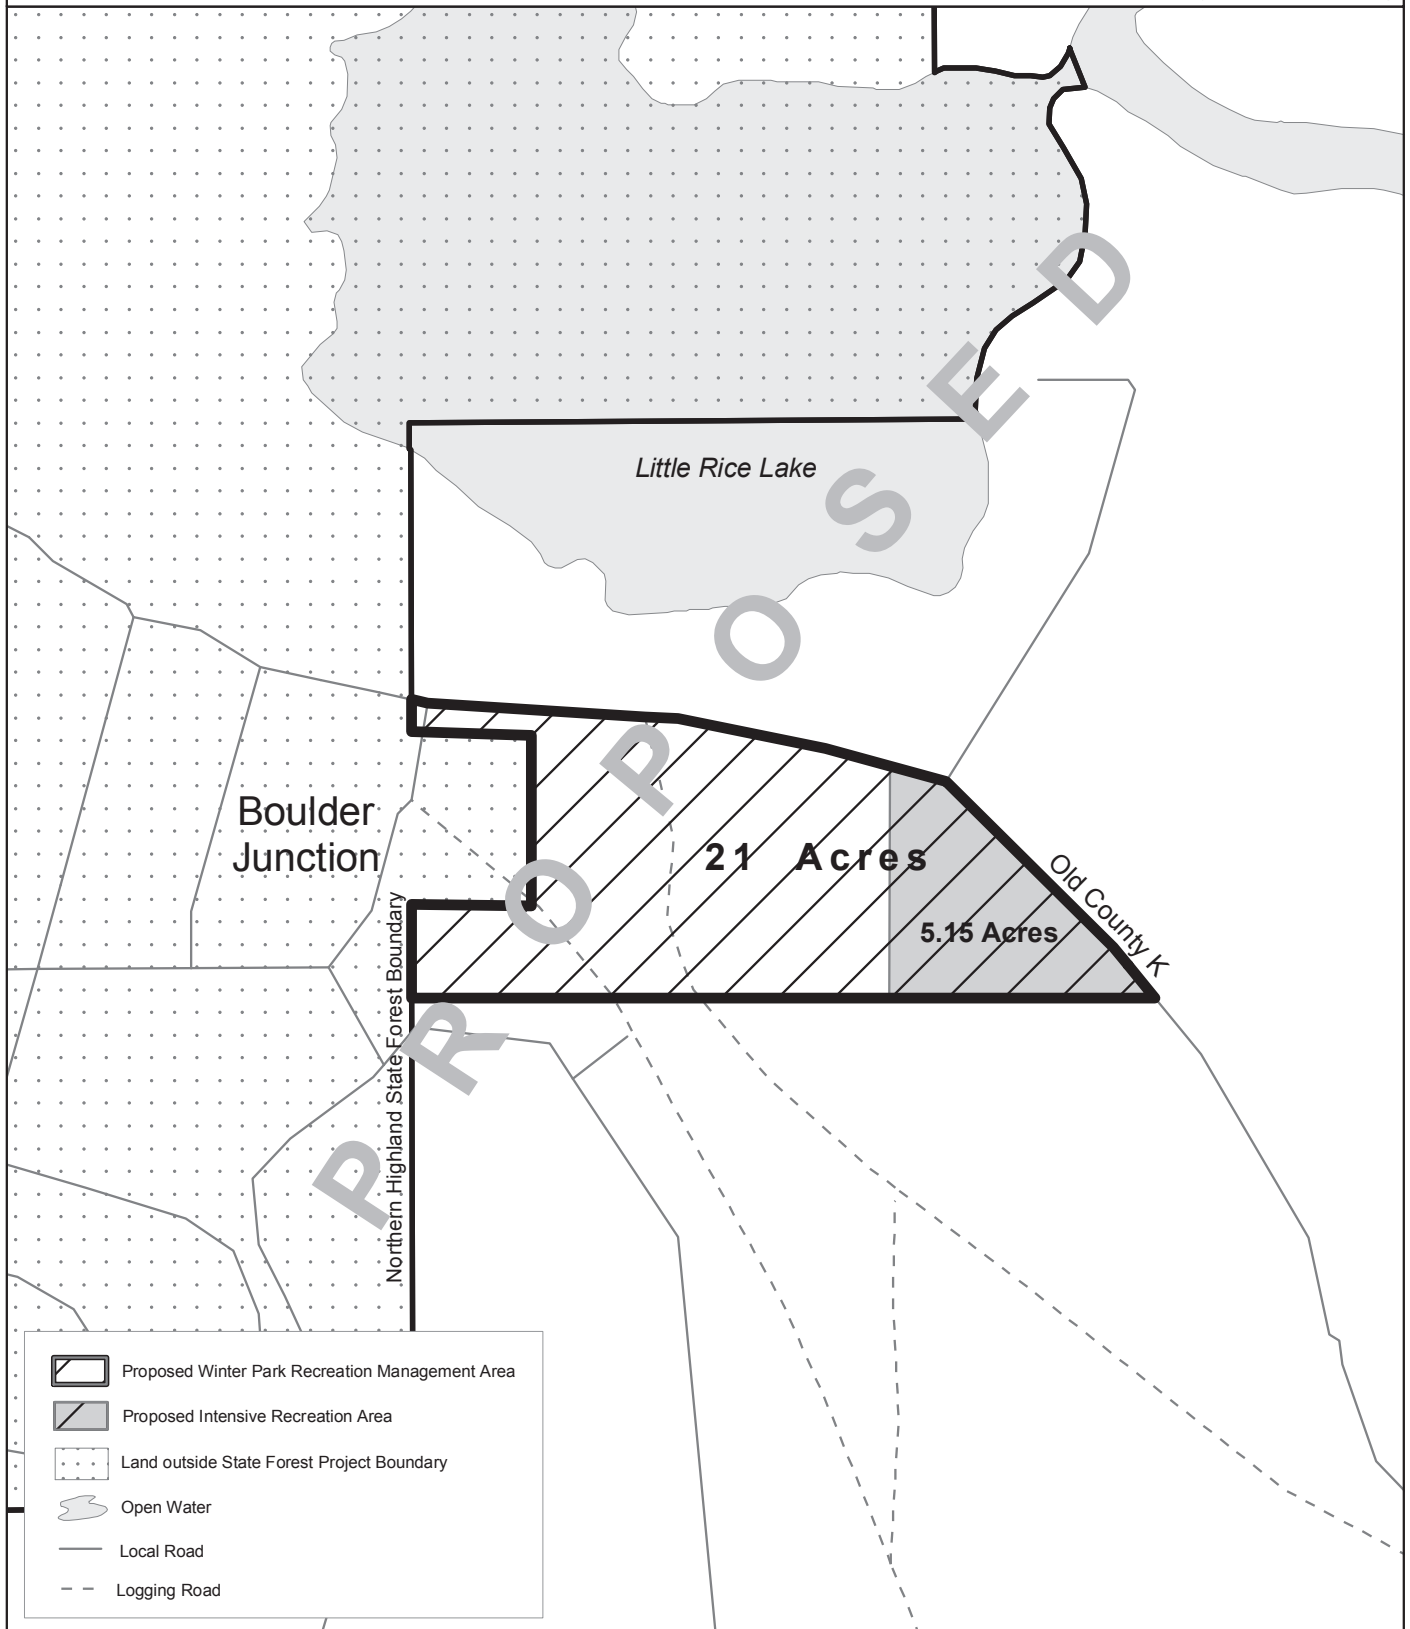 Little Rice Lake
Boulder
Junction
21 Acres
5.15 Acres
Old County K
Northern Highland State Forest Boundary
PROPOSED
Proposed Winter Park Recreation Management Area
Proposed Intensive Recreation Area
Land outside State Forest Project Boundary
Open Water
Local Road
Logging Road